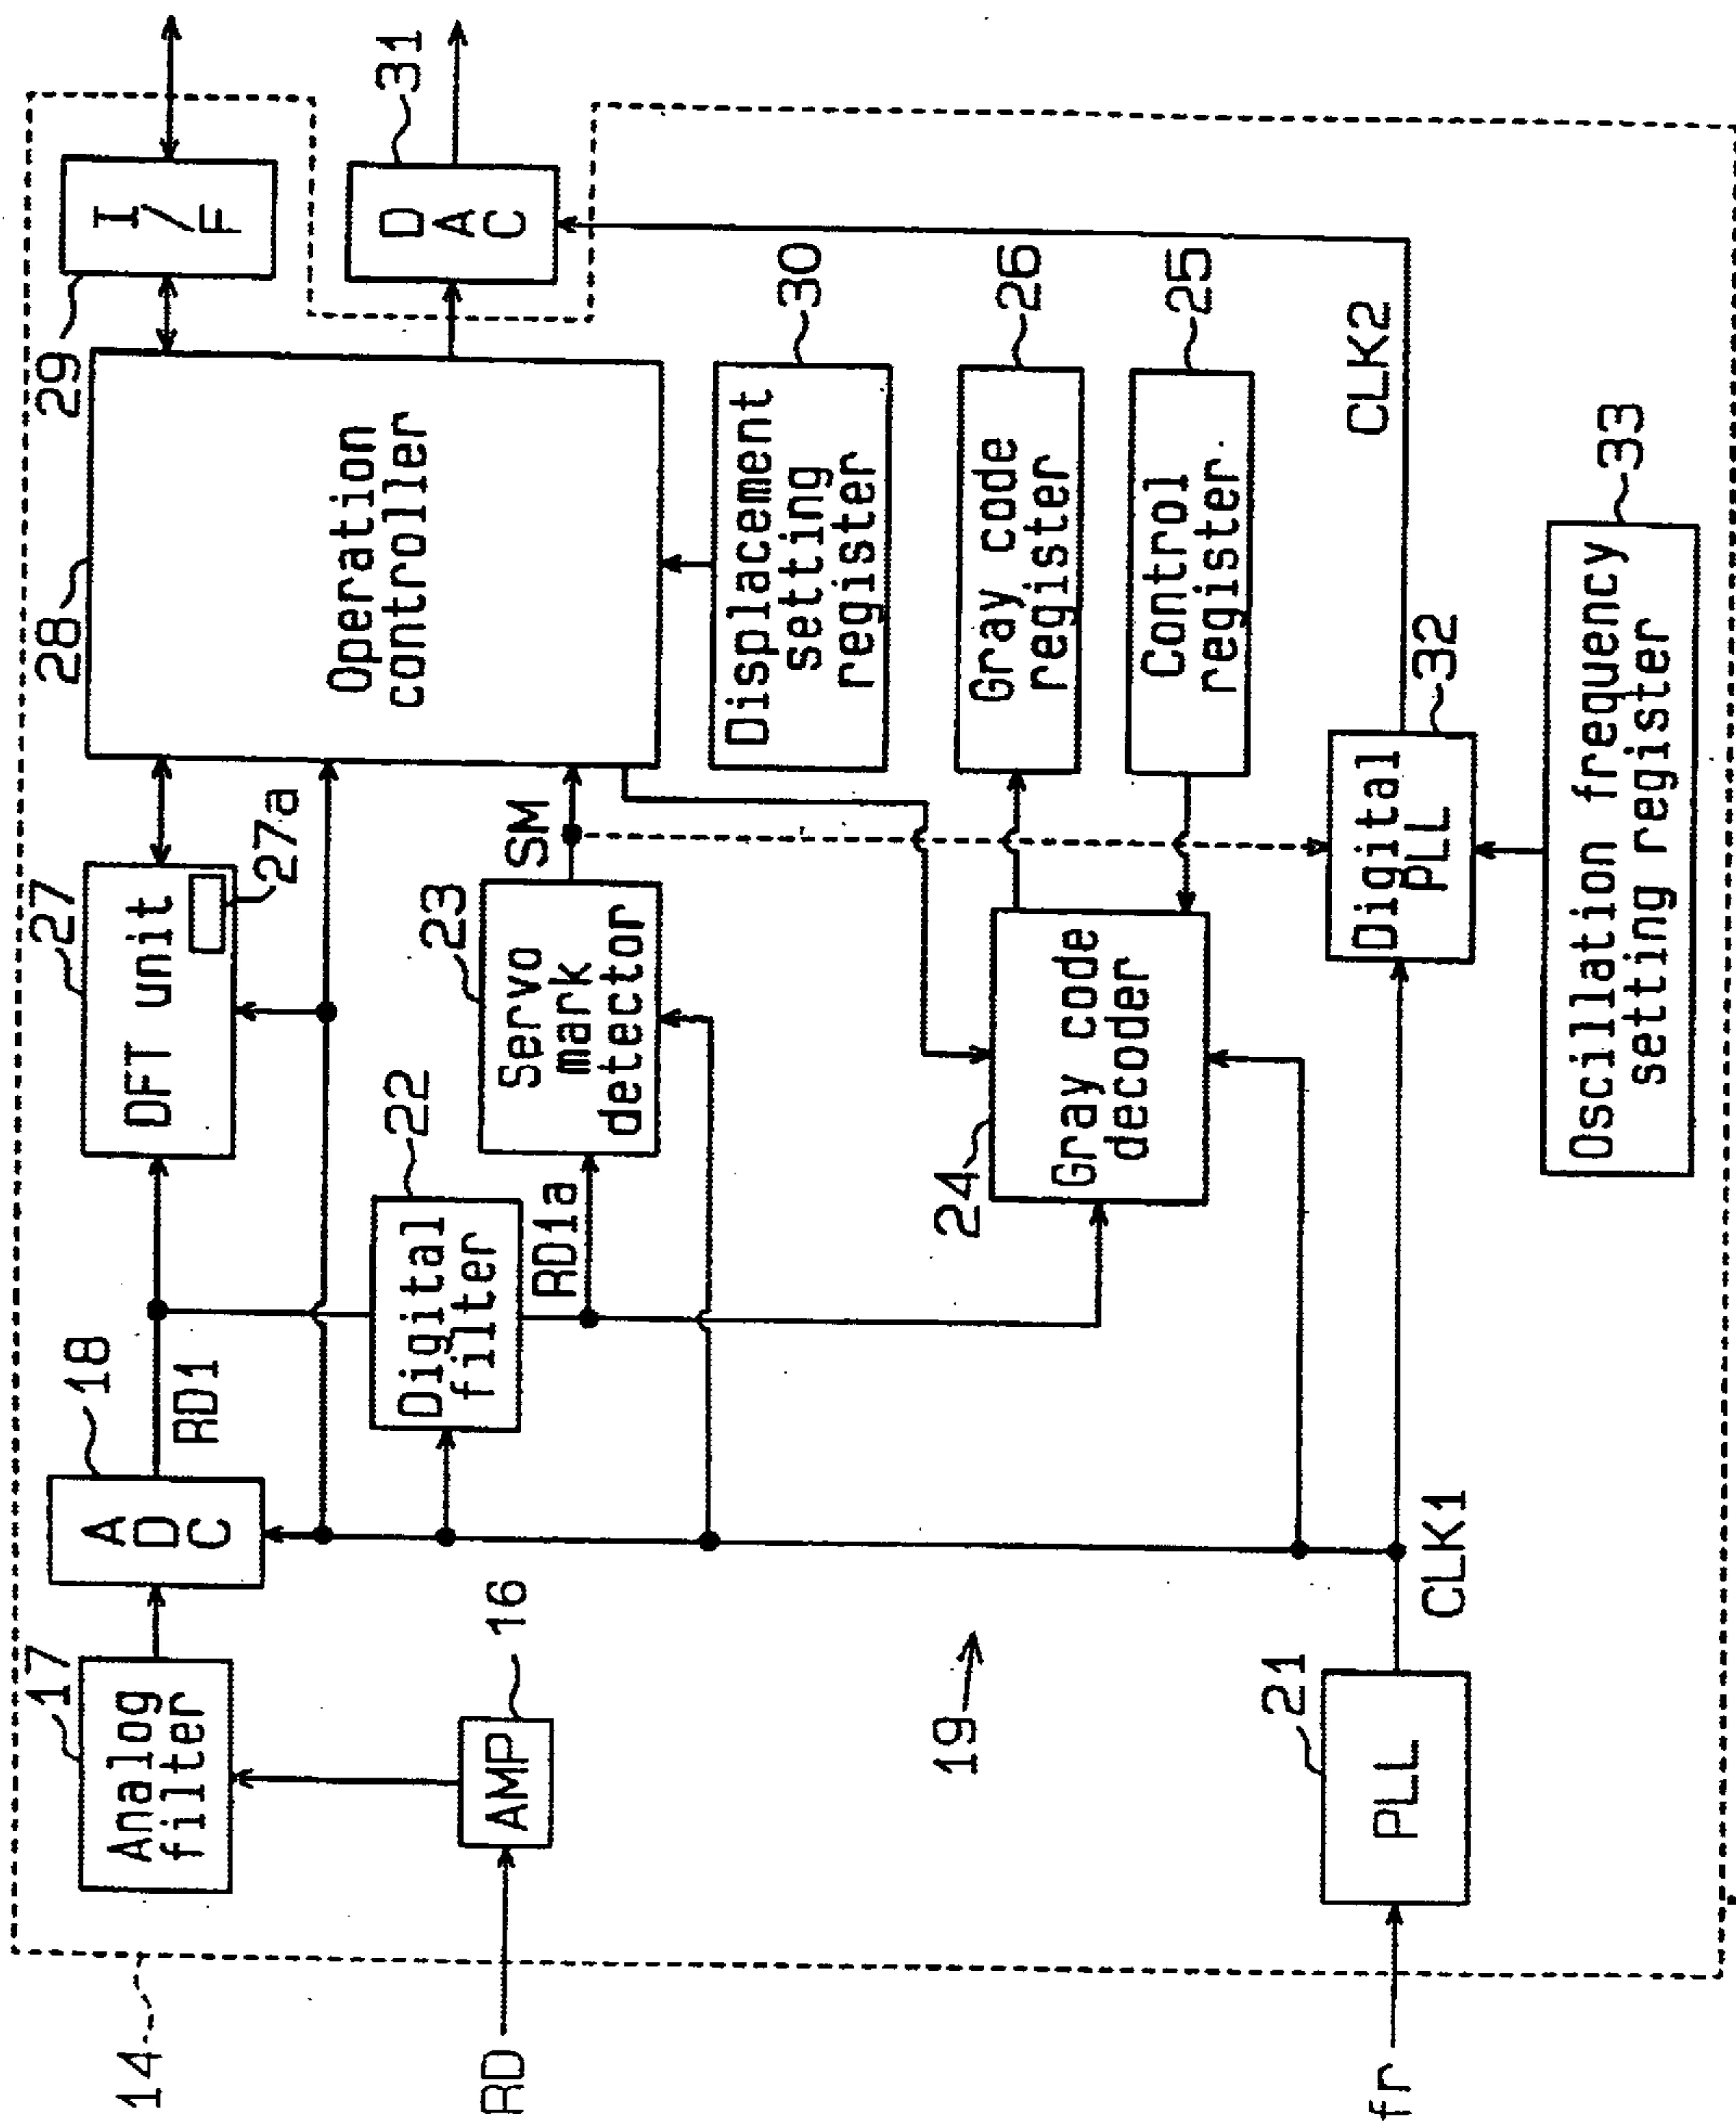 14
17
Analog
filter
18
A
D
C
RD1
27
DFT unit
27a
28
Operation
controller
29
I
/
F
31
D
A
C
RD
16
AMP
22
Digital
filter
RD1a
23
Servo
mark
detector
SM
30
Displacement
setting
register
19
24
Gray code
decoder
26
Gray code
register
25
Control
register
fr
21
PLL
CLK1
32
Digital
PLL
CLK2
33
Oscillation frequency
setting register